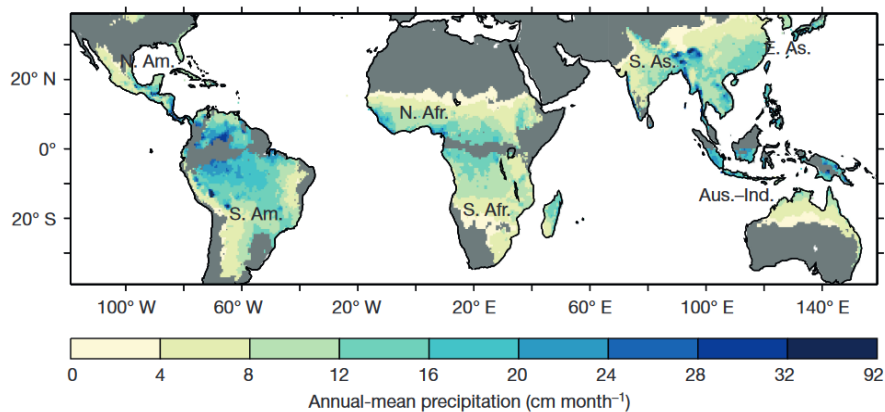 N. Am.
E. As.
S. As.
20° N
N. Afr.
0°
Aus.–Ind.
S. Am.
S. Afr.
20° S
100° W 60° W 20° W 20° E 60° E 100° E 140° E
0 4 8 12 16 20 24 28 32 92
Annual-mean precipitation (cm month⁻¹)